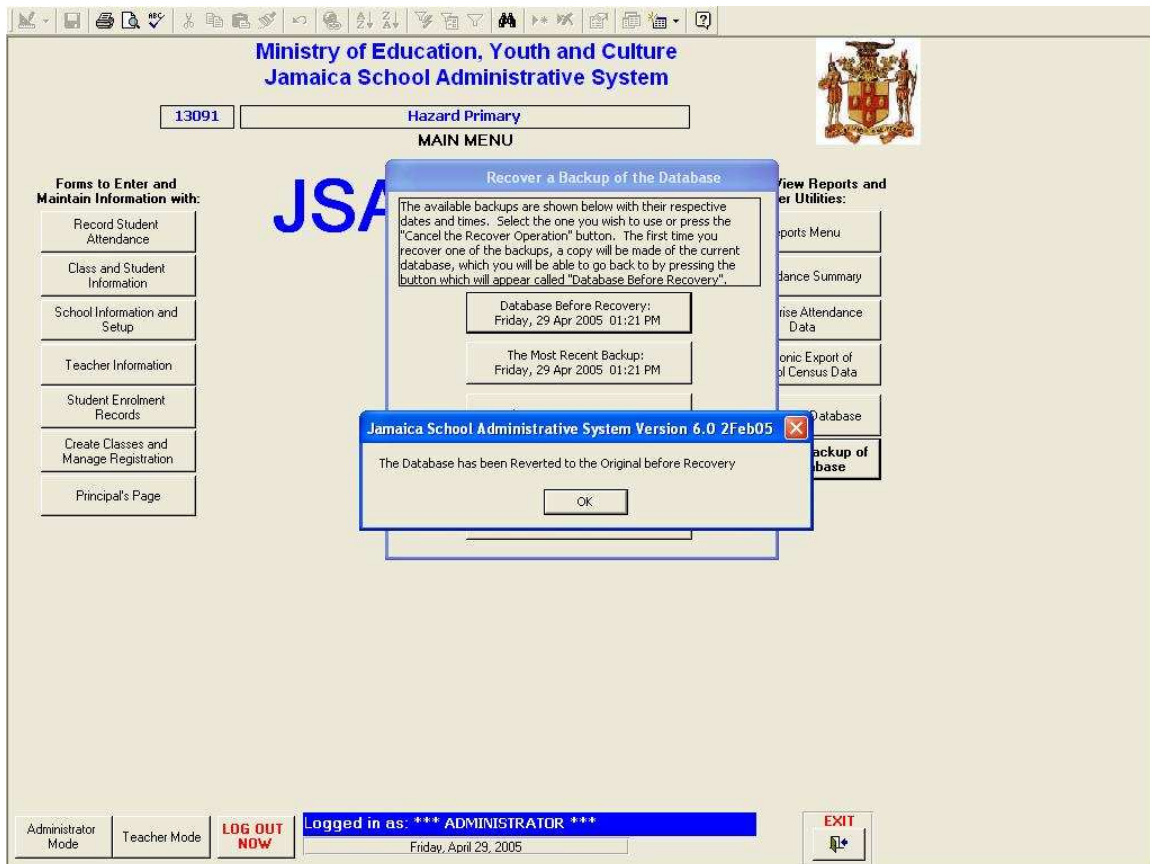 Ministry of Education, Youth and Culture
Jamaica School Administrative System
13091
Hazard Primary
MAIN MENU
Forms to Enter and
Maintain Information with:
Record Student
Attendance
Class and Student
Information
School Information and
Setup
Teacher Information
Student Enrolment
Records
Create Classes and
Manage Registration
Principal's Page
JSA
Recover a Backup of the Database
The available backups are shown below with their respective
dates and times. Select the one you wish to use or press the
"Cancel the Recover Operation" button. The first time you
recover one of the backups, a copy will be made of the current
database, which you will be able to go back to by pressing the
button which will appear called "Database Before Recovery".
Database Before Recovery:
Friday, 29 Apr 2005 01:21 PM
The Most Recent Backup:
Friday, 29 Apr 2005 01:21 PM
Jamaica School Administrative System Version 6.0 2Feb05
The Database has been Reverted to the Original before Recovery
OK
View Reports and
er Utilities:
ports Menu
dance Summary
rise Attendance
Data
onic Export of
ol Census Data
Database
ackup of
base
Administrator
Mode
Teacher Mode
LOG OUT
NOW
Logged in as: *** ADMINISTRATOR ***
Friday, April 29, 2005
EXIT